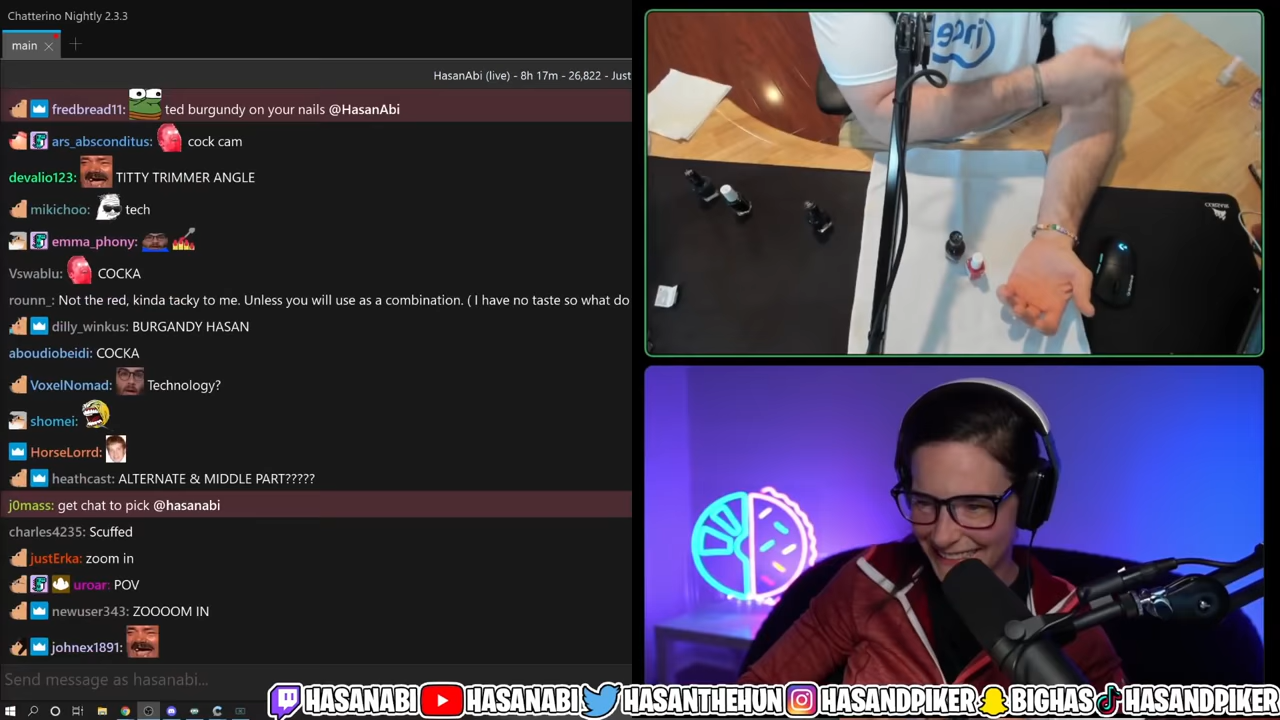 Chatterino Nightly 2.3.3
main
HasanAbi (live) - 8h 17m - 26,822 - Just
fredbread11: ted burgundy on your nails @HasanAbi
ars_absconditus: cock cam
devalio123: TITTY TRIMMER ANGLE
mikichoo: tech
emma_phony:
Vswablu: COCKA
rounn_: Not the red, kinda tacky to me. Unless you will use as a combination. ( I have no taste so what do
dilly_winkus: BURGANDY HASAN
aboudiobeidi: COCKA
VoxelNomad: Technology?
shomei:
HorseLorrd:
heathcast: ALTERNATE & MIDDLE PART?????
j0mass: get chat to pick @hasanabi
charles4235: Scuffed
justErka: zoom in
uroar: POV
newuser343: ZOOOOM IN
johnex1891:
Send message as hasanabi...
HASANABI HASANABI HASANTHEHUN HASANDPIKER BIGHAS HASANDPIKER